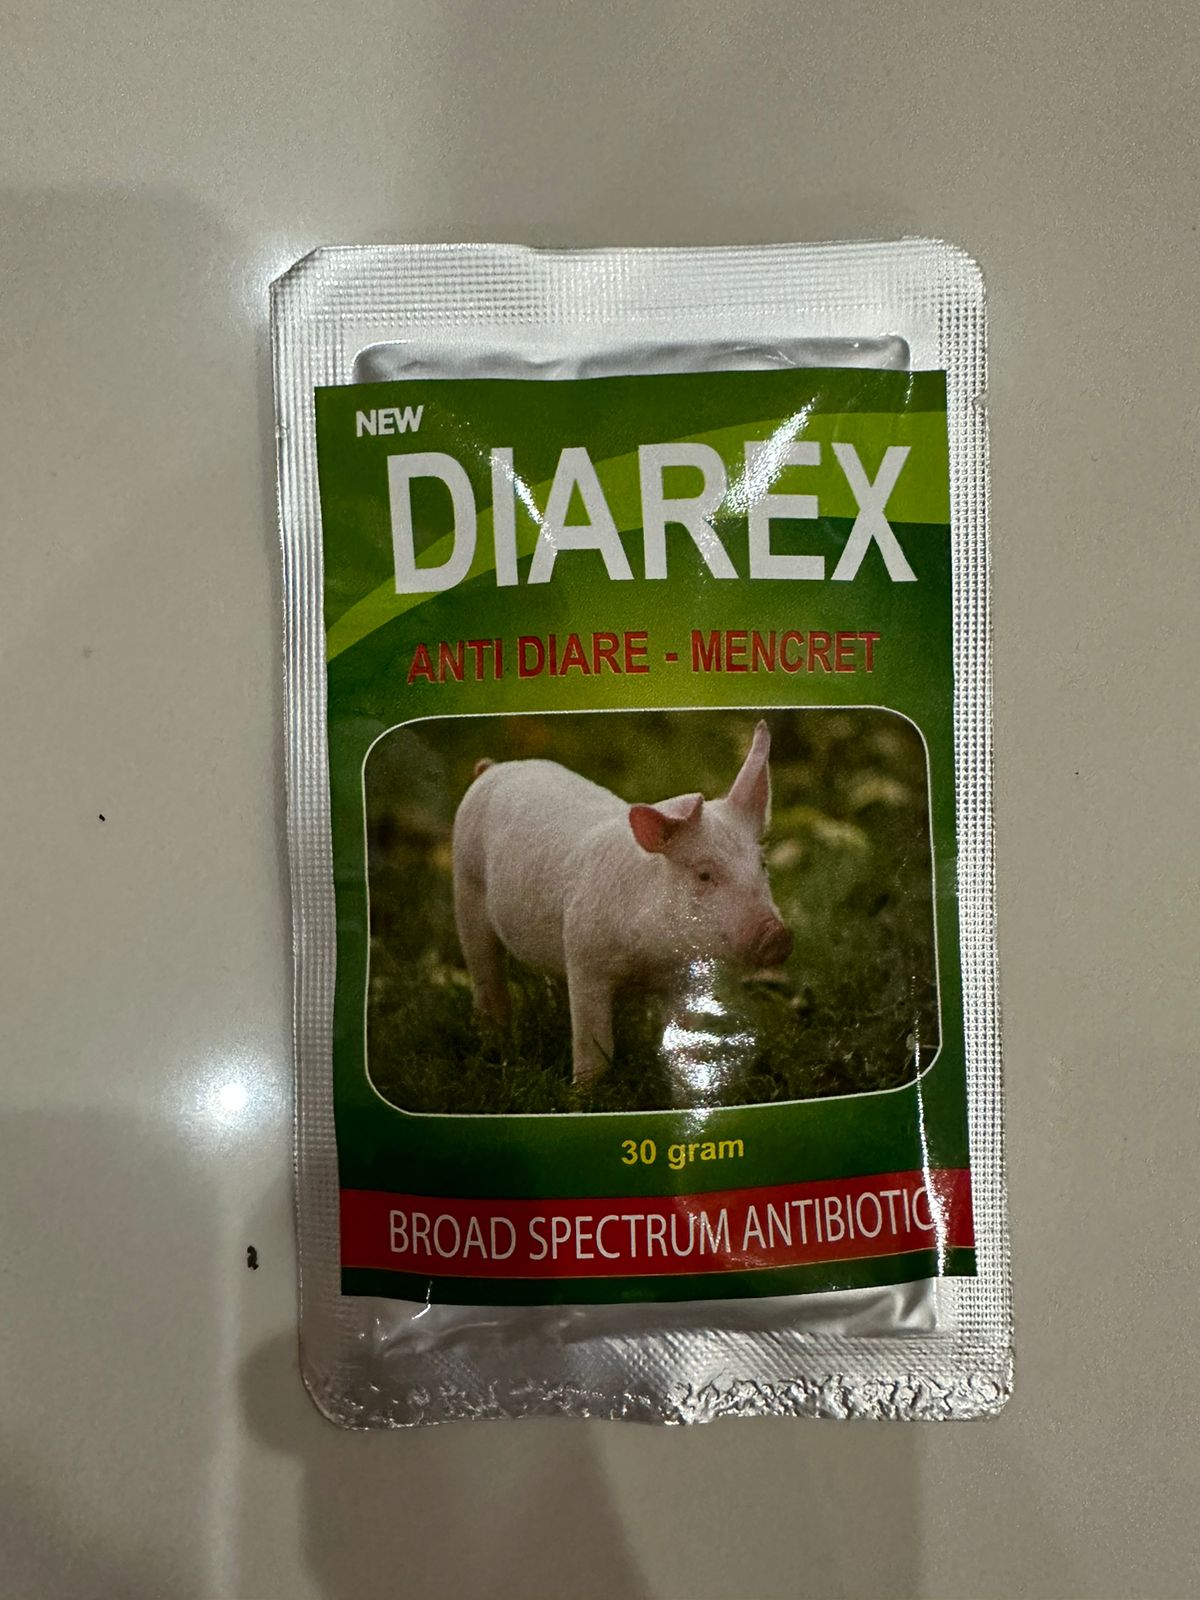 NEW
DIAREX
ANTI DIARE - MENCRET
30 gram
BROAD SPECTRUM ANTIBIOTIC